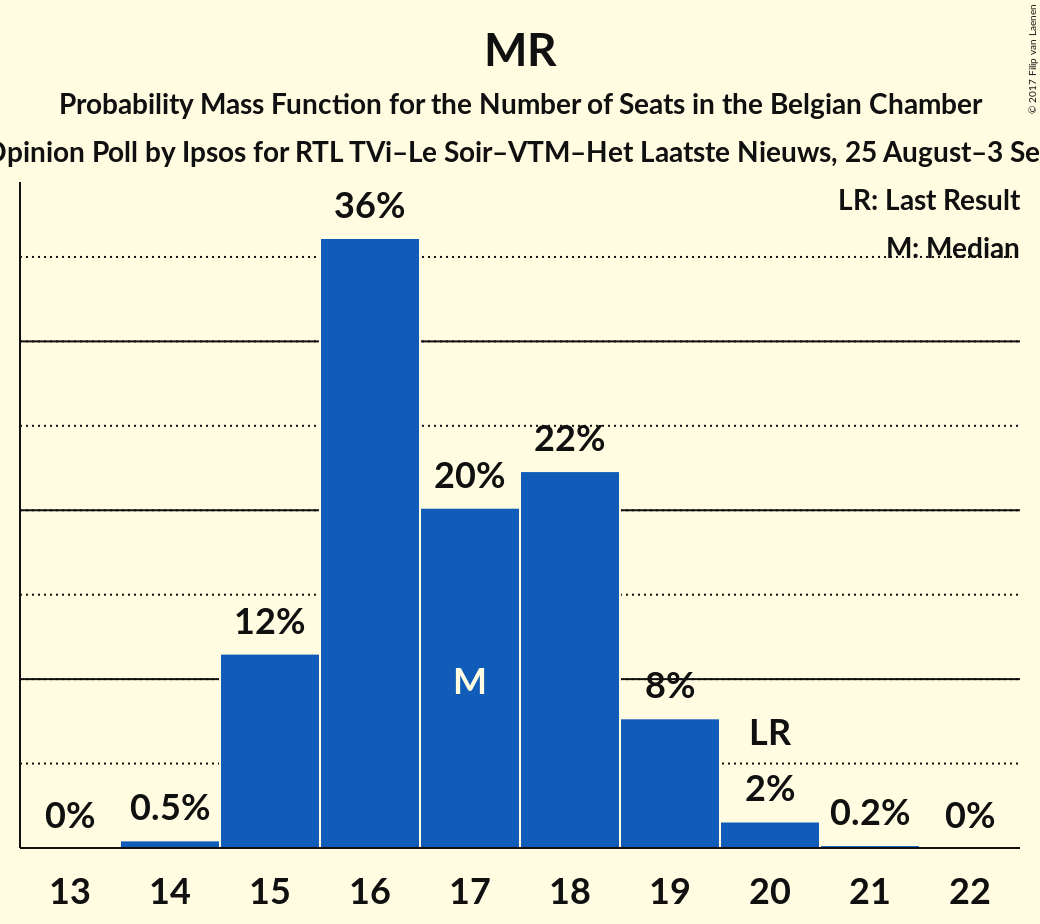 MR
Probability Mass Function for the Number of Seats in the Belgian Chamber
Opinion Poll by Ipsos for RTL TVi–Le Soir–VTM–Het Laatste Nieuws, 25 August–3 Se
© 2017 Filip van Laenen
LR: Last Result
M: Median
36%
22%
20%
12%
M
8%
LR
2%
0.5%
0.2%
0%
0%
13 14 15 16 17 18 19 20 21 22